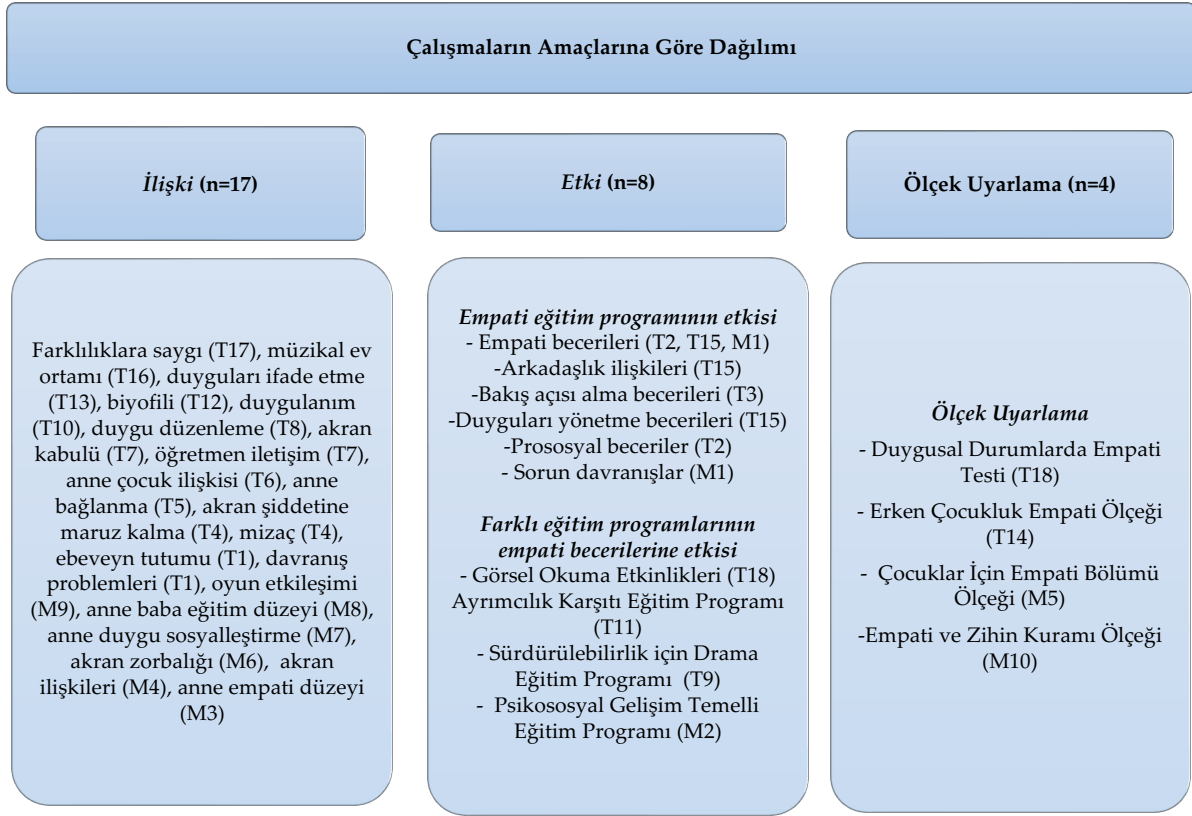 Çalışmaların Amaçlarına Göre Dağılımı
İlişki (n=17)
Farklılıklara saygı (T17), müzikal ev
ortamı (T16), duyguları ifade etme
(T13), biyofili (T12), duygulanım
(T10), duygu düzenleme (T8), akran
kabulü (T7), öğretmen iletişim (T7),
anne çocuk ilişkisi (T6), anne
bağlanma (T5), akran şiddetine
maruz kalma (T4), mizaç (T4),
ebeveyn tutumu (T1), davranış
problemleri (T1), oyun etkileşimi
(M9), anne baba eğitim düzeyi (M8),
anne duygu sosyalleştirme (M7),
akran zorbalığı (M6), akran
ilişkileri (M4), anne empati düzeyi
(M3)
Etki (n=8)
Empati eğitim programının etkisi
- Empati becerileri (T2, T15, M1)
-Arkadaşlık ilişkileri (T15)
-Bakış açısı alma becerileri (T3)
-Duyguları yönetme becerileri (T15)
- Prososyal beceriler (T2)
- Sorun davranışlar (M1)
Farklı eğitim programlarının
empati becerilerine etkisi
- Görsel Okuma Etkinlikleri (T18)
Ayrımcılık Karşıtı Eğitim Programı
(T11)
- Sürdürülebilirlik için Drama
Eğitim Programı (T9)
- Psikososyal Gelişim Temelli
Eğitim Programı (M2)
Ölçek Uyarlama (n=4)
Ölçek Uyarlama
- Duygusal Durumlarda Empati
Testi (T18)
- Erken Çocukluk Empati Ölçeği
(T14)
- Çocuklar İçin Empati Bölümü
Ölçeği (M5)
-Empati ve Zihin Kuramı Ölçeği
(M10)